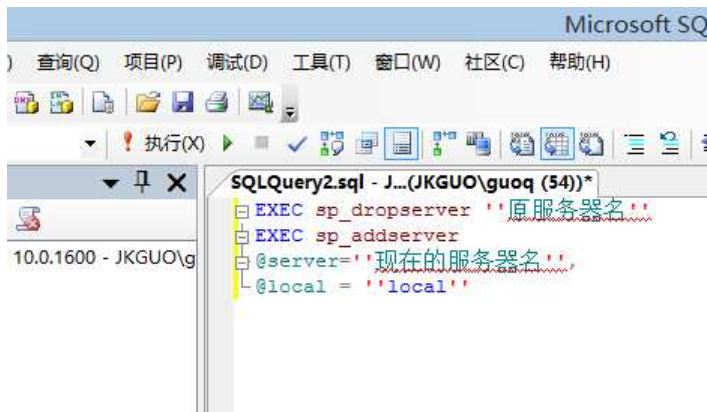 Microsoft SQ
) 查询(Q) 项目(P) 调试(D) 工具(T) 窗口(W) 社区(C) 帮助(H)
执行(X)
SQLQuery2.sql - J...(JKGUO\guoq (54))*
EXEC sp_dropserver ''原服务器名''
EXEC sp_addserver
10.0.1600 - JKGUO\g
@server=''现在的服务器名'',
@local = ''local''